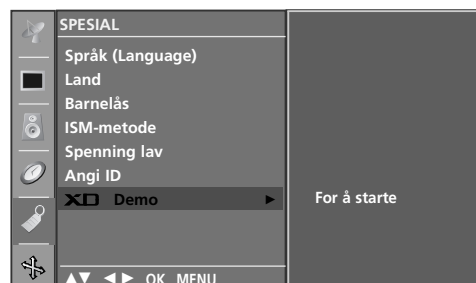 SPESIAL
Språk (Language)
Land
Barnelås
ISM-metode
Spenning lav
Angi ID
XD Demo ► For å starte
▲▼ ◄► OK MENU